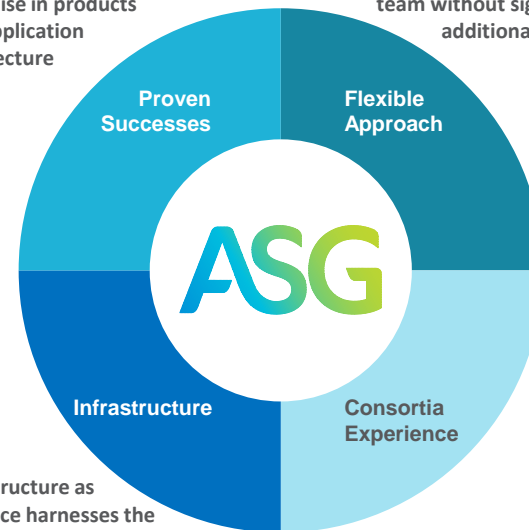 ise in products
team without sig
pplication
additiona
ecture
Proven
Successes
Flexible
Approach
ASG
Infrastructure
Consortia
Experience
ructure as
ce harnesses the